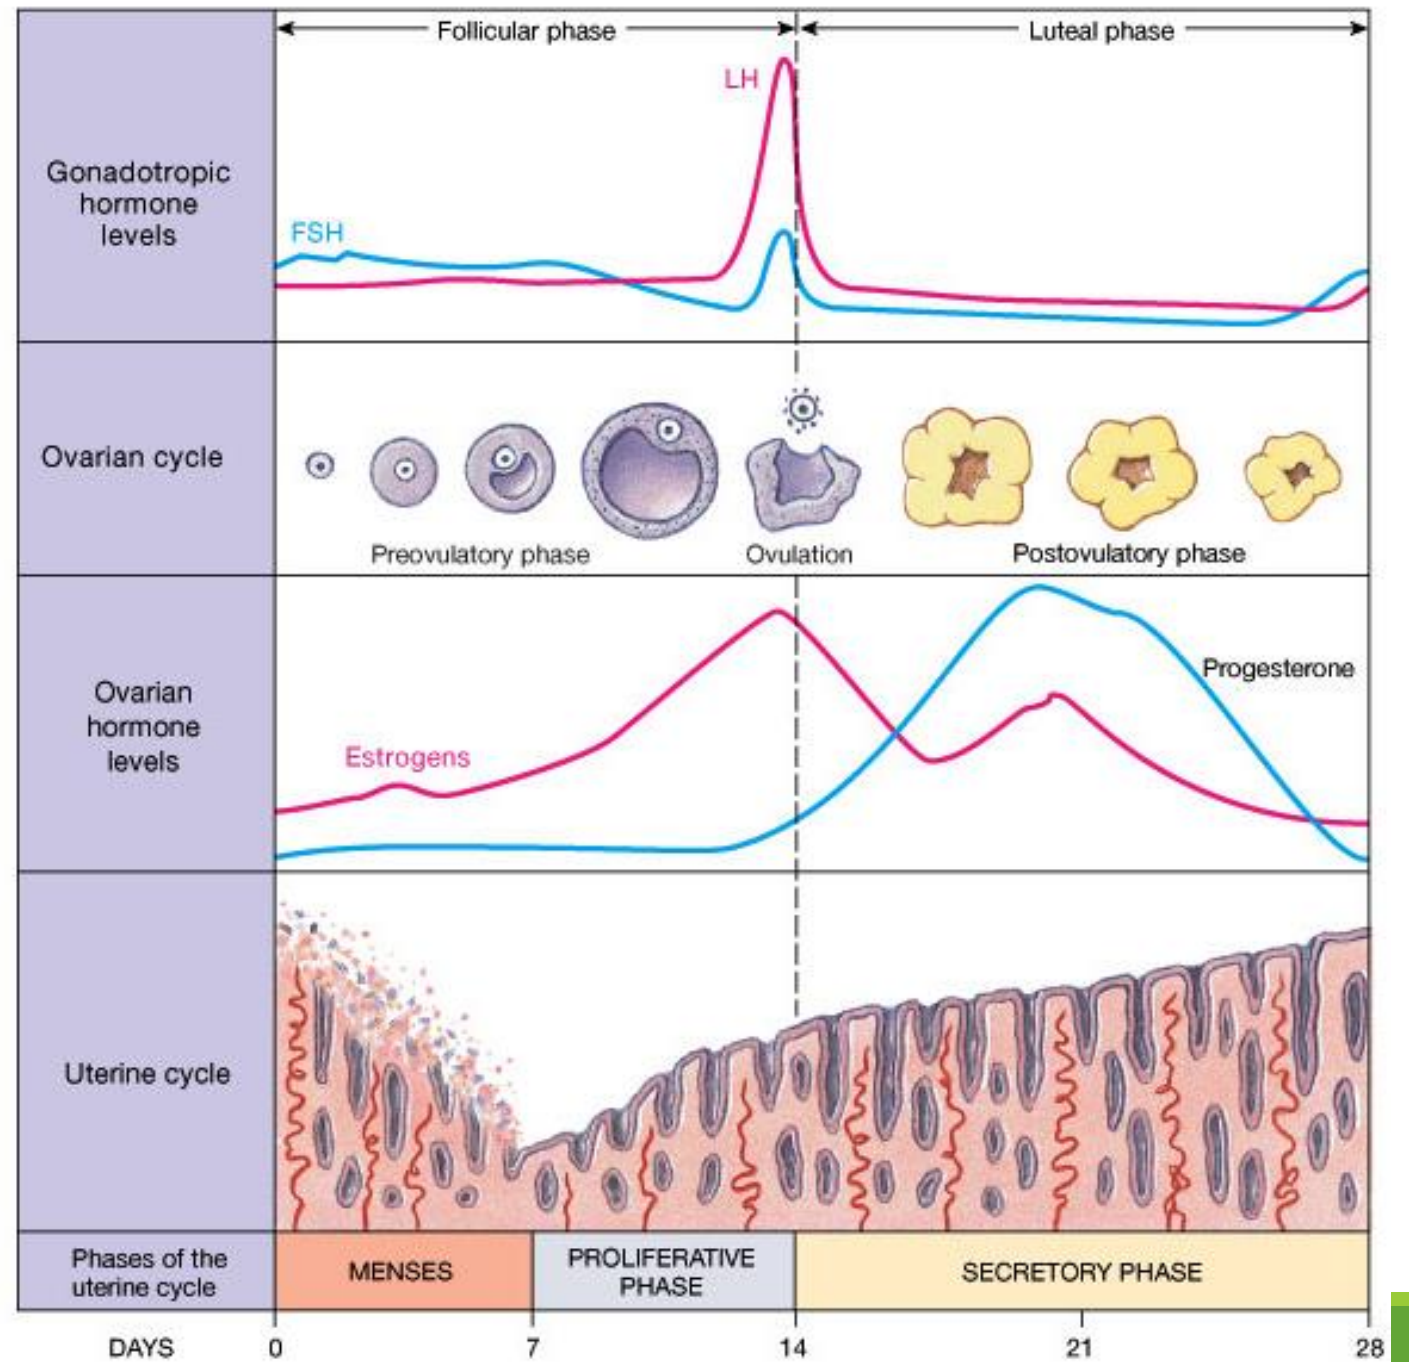 Follicular phase
Luteal phase
LH
Gonadotropic
hormone
levels
FSH
Ovarian cycle
Preovulatory phase
Ovulation
Postovulatory phase
Ovarian
hormone
levels
Estrogens
Progesterone
Uterine cycle
Phases of the
uterine cycle
MENSES
PROLIFERATIVE
PHASE
SECRETORY PHASE
DAYS
0
7
14
21
28